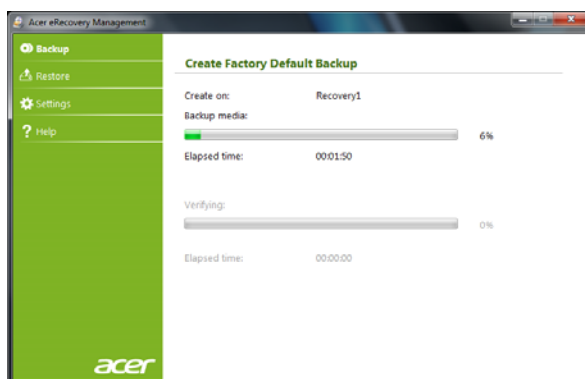 Acer eRecovery Management
Backup
Restore
Settings
Help
Create Factory Default Backup
Create on: Recovery1
Backup media:
6%
Elapsed time: 00:01:50
Verifying:
0%
Elapsed time: 00:00:00
acer